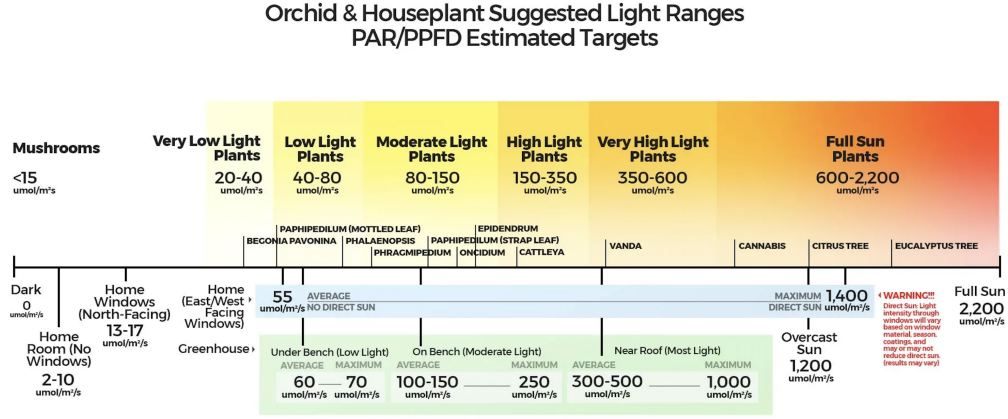 Orchid & Houseplant Suggested Light Ranges
PAR/PPFD Estimated Targets
Mushrooms
<15
umol/m²s
Very Low Light
Plants
20-40
umol/m²s
Low Light
Plants
40-80
umol/m²s
Moderate Light
Plants
80-150
umol/m²s
High Light
Plants
150-350
umol/m²s
Very High Light
Plants
350-600
umol/m²s
Full Sun
Plants
600-2,200
umol/m²s
BEGONIA PAVONINA
PAPHIPEDILUM (MOTTLED LEAF)
PHALAENOPSIS
PHRAGMIPEDIUM
PAPHIPEDILUM (STRAP LEAF)
ONCIDIUM
EPIDENDRUM
CATTLEYA
VANDA
CANNABIS
CITRUS TREE
EUCALYPTUS TREE
Dark
0
umol/m²/s
Home
Room (No
Windows)
2-10
umol/m²/s
Home
Windows
(North-Facing)
13-17
umol/m²/s
Home
(East/West
Facing
Windows)
55
umol/m²/s
AVERAGE
NO DIRECT SUN
MAXIMUM
DIRECT SUN
1,400
umol/m²/s
WARNING!!!
Direct Sun: Light
intensity through
windows will vary
based on window
material, season,
coatings, and
may or may not
reduce direct sun.
(results may vary)
Full Sun
2,200
umol/m²/s
Greenhouse
Under Bench (Low Light)
AVERAGE
60
umol/m²/s
MAXIMUM
70
umol/m²/s
On Bench (Moderate Light)
AVERAGE
100-150
umol/m²/s
MAXIMUM
250
umol/m²/s
Near Roof (Most Light)
AVERAGE
300-500
umol/m²/s
MAXIMUM
1,000
umol/m²/s
Overcast
Sun
1,200
umol/m²/s